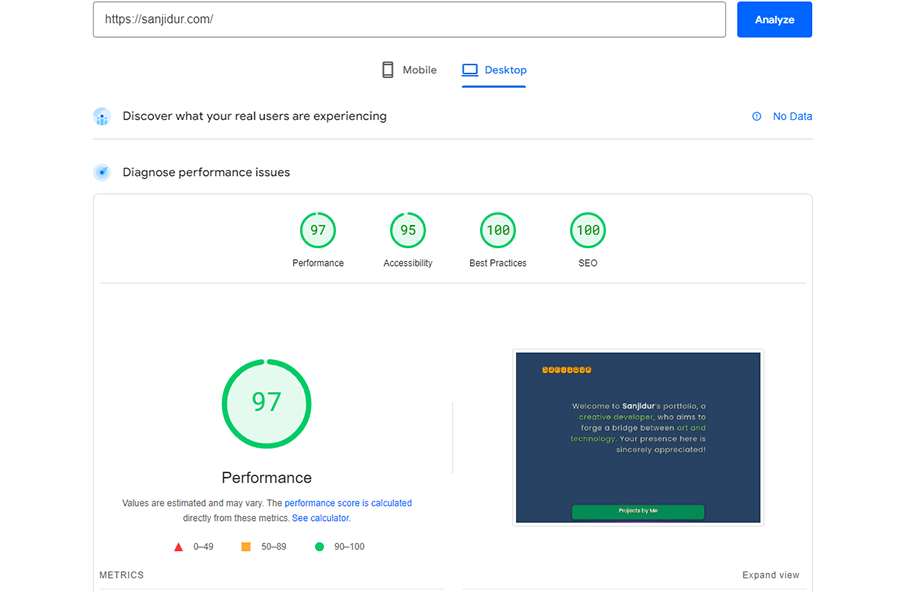 https://sanjidur.com/
Analyze
Mobile
Desktop
Discover what your real users are experiencing
No Data
Diagnose performance issues
97
95
100
100
Performance
Accessibility
Best Practices
SEO
97
Performance
Values are estimated and may vary. The performance score is calculated
directly from these metrics. See calculator.
0–49
50–89
90–100
SANJIDUR
Welcome to Sanjidur's portfolio, a
creative developer, who aims to
forge a bridge between art and
technology. Your presence here is
sincerely appreciated!
Projects by Me
METRICS
Expand view